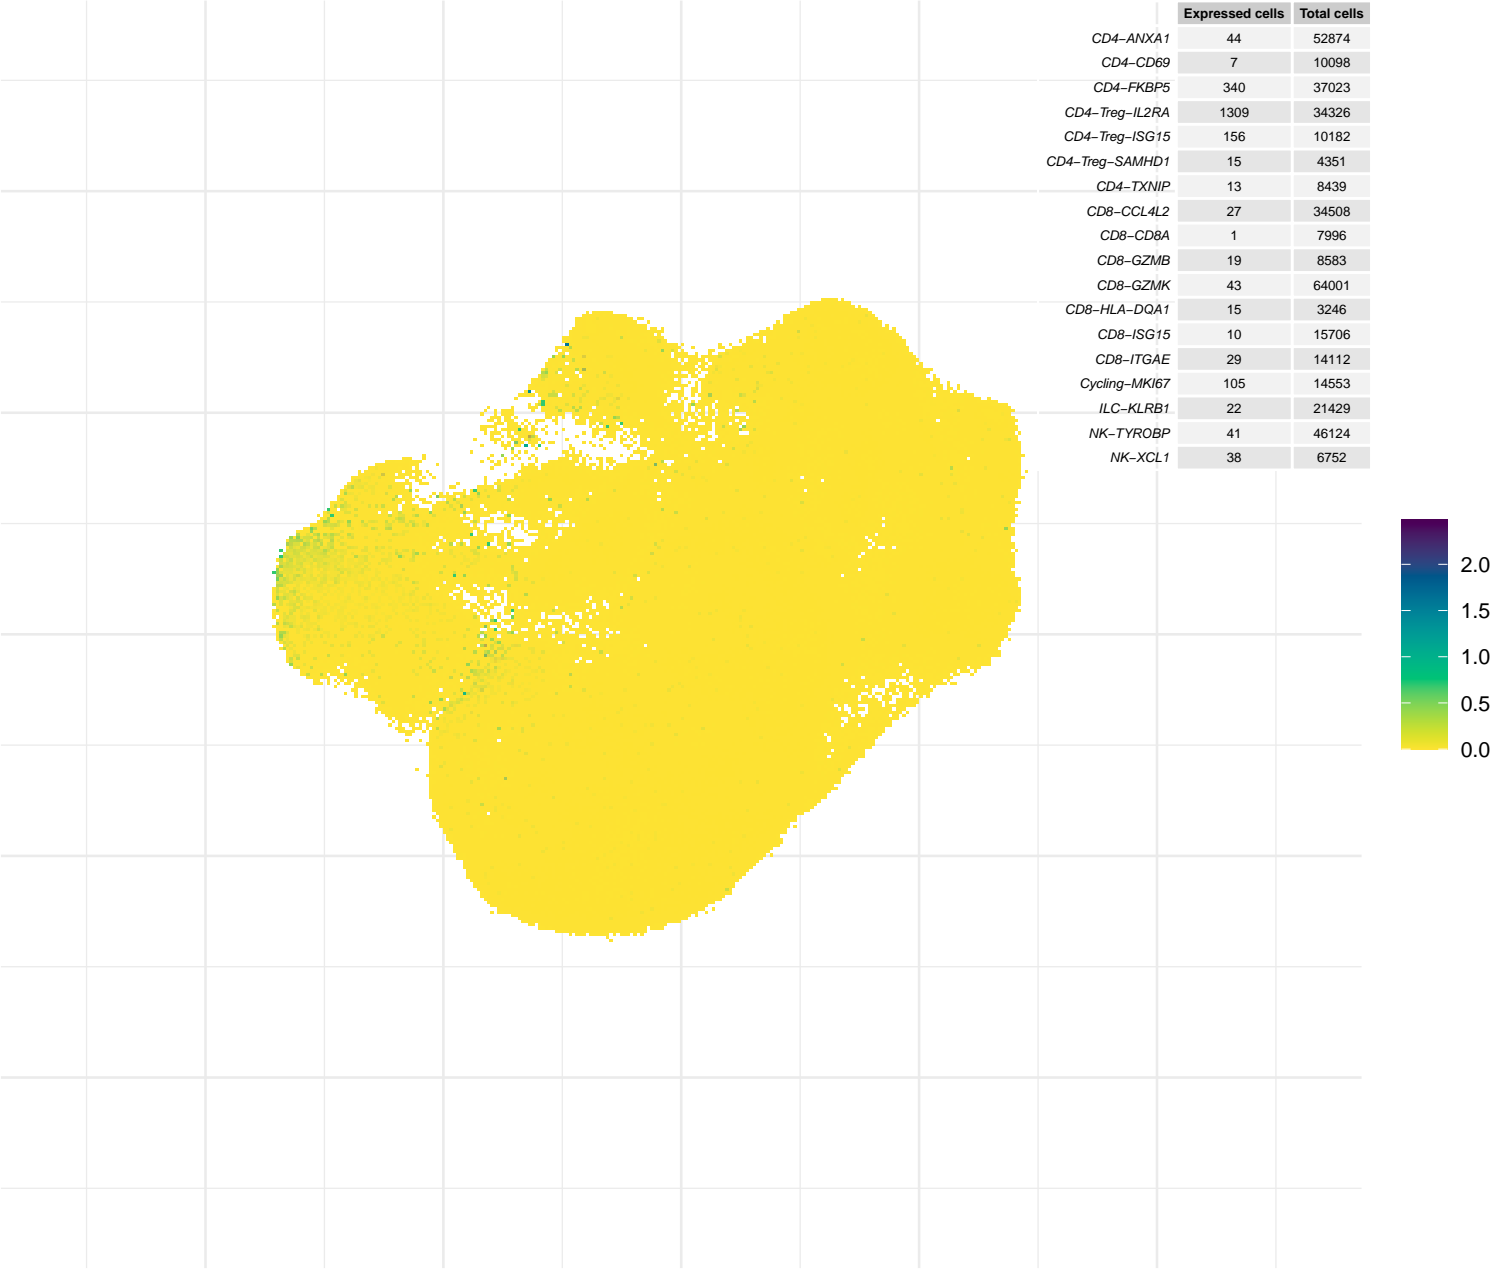 Expressed cells Total cells
CD4−ANXA1 44 52874
CD4−CD69 7 10098
CD4−FKBP5 340 37023
CD4−Treg−IL2RA 1309 34326
CD4−Treg−ISG15 156 10182
CD4−Treg−SAMHD1 15 4351
CD4−TXNIP 13 8439
CD8−CCL4L2 27 34508
CD8−CD8A 1 7996
CD8−GZMB 19 8583
CD8−GZMK 43 64001
CD8−HLA−DQA1 15 3246
CD8−ISG15 10 15706
CD8−ITGAE 29 14112
Cycling−MKI67 105 14553
ILC−KLRB1 22 21429
NK−TYROBP 41 46124
NK−XCL1 38 6752
2.0
1.5
1.0
0.5
0.0